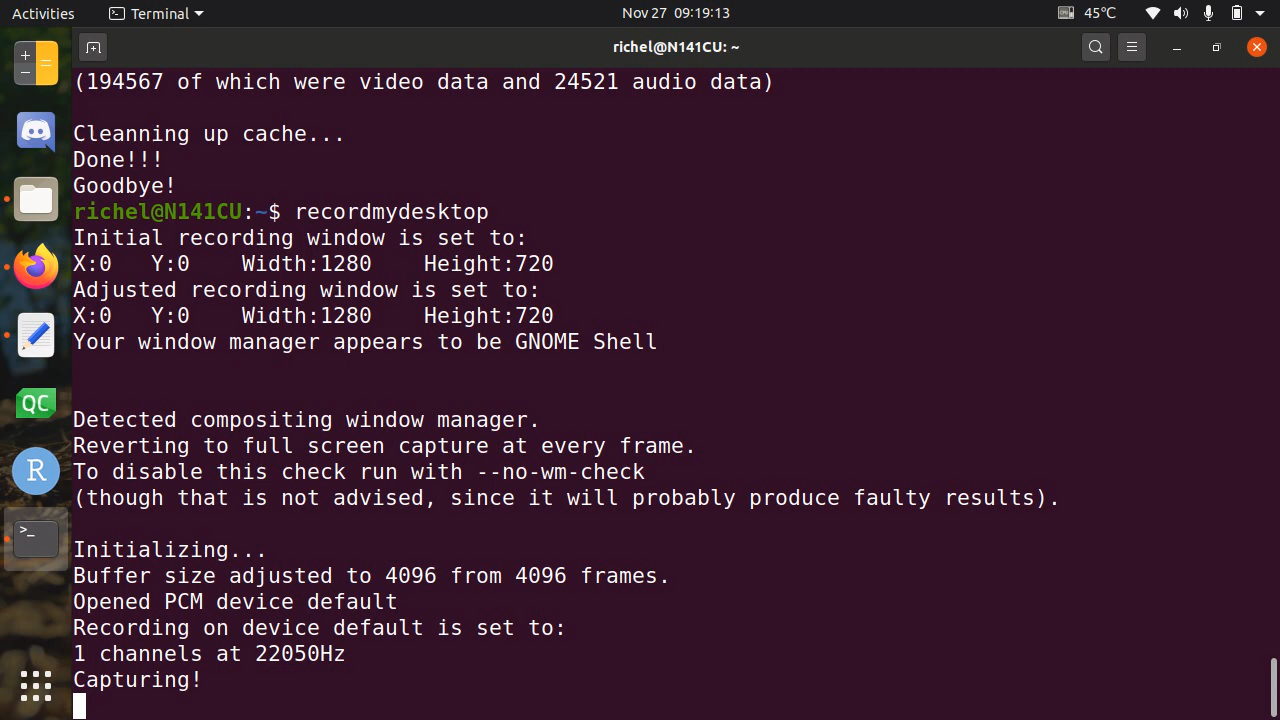 Activities Terminal Nov 27 09:19:13 45°C
richel@N141CU: ~
(194567 of which were video data and 24521 audio data)
Cleanning up cache...
Done!!!
Goodbye!
richel@N141CU:~$ recordmydesktop
Initial recording window is set to:
X:0 Y:0 Width:1280 Height:720
Adjusted recording window is set to:
X:0 Y:0 Width:1280 Height:720
Your window manager appears to be GNOME Shell
Detected compositing window manager.
Reverting to full screen capture at every frame.
To disable this check run with --no-wm-check
(though that is not advised, since it will probably produce faulty results).
Initializing...
Buffer size adjusted to 4096 from 4096 frames.
Opened PCM device default
Recording on device default is set to:
1 channels at 22050Hz
Capturing!
QC
R
>_